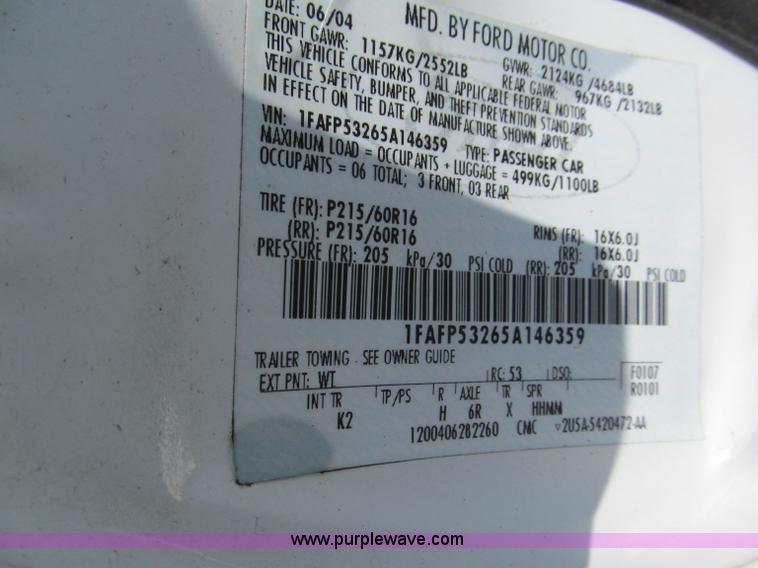 DATE: 06/04 MFD. BY FORD MOTOR CO.
FRONT GAWR: 1157KG/2552LB GVWR: 2124KG /4684LB
REAR GAWR: 967KG /2132LB
THIS VEHICLE CONFORMS TO ALL APPLICABLE FEDERAL MOTOR
VEHICLE SAFETY, BUMPER, AND THEFT PREVENTION STANDARDS
IN EFFECT ON THE DATE OF MANUFACTURE SHOWN ABOVE.
VIN: 1FAFP53265A146359 TYPE: PASSENGER CAR
MAXIMUM LOAD = OCCUPANTS + LUGGAGE = 499KG/1100LB
OCCUPANTS = 06 TOTAL; 3 FRONT, 03 REAR
TIRE (FR): P215/60R16 RIMS (FR): 16X6.0J
(RR): P215/60R16 (RR): 16X6.0J
PRESSURE (FR): 205 kPa/30 PSI COLD (RR): 205 kPa/30 PSI COLD
1FAFP53265A146359
TRAILER TOWING - SEE OWNER GUIDE
EXT PNT: WT RC: 53 DSO: F0107
R0101
INT TR TP/PS R AXLE TR SPR
K2 H 6R X HHMM
1200406282260 CMC ▽2U5A-5420472-AA
www.purplewave.com